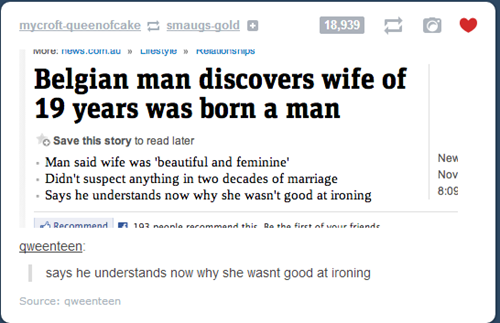 mycroft-queenofcake smaugs-gold
18,939
More: news.com.au » Lifestyle » Relationships
Belgian man discovers wife of
19 years was born a man
Save this story to read later
• Man said wife was 'beautiful and feminine'
• Didn't suspect anything in two decades of marriage
• Says he understands now why she wasn't good at ironing
New
Nov
8:09
Recommend 193 people recommend this. Be the first of your friends
qweenteen:
says he understands now why she wasnt good at ironing
Source: qweenteen